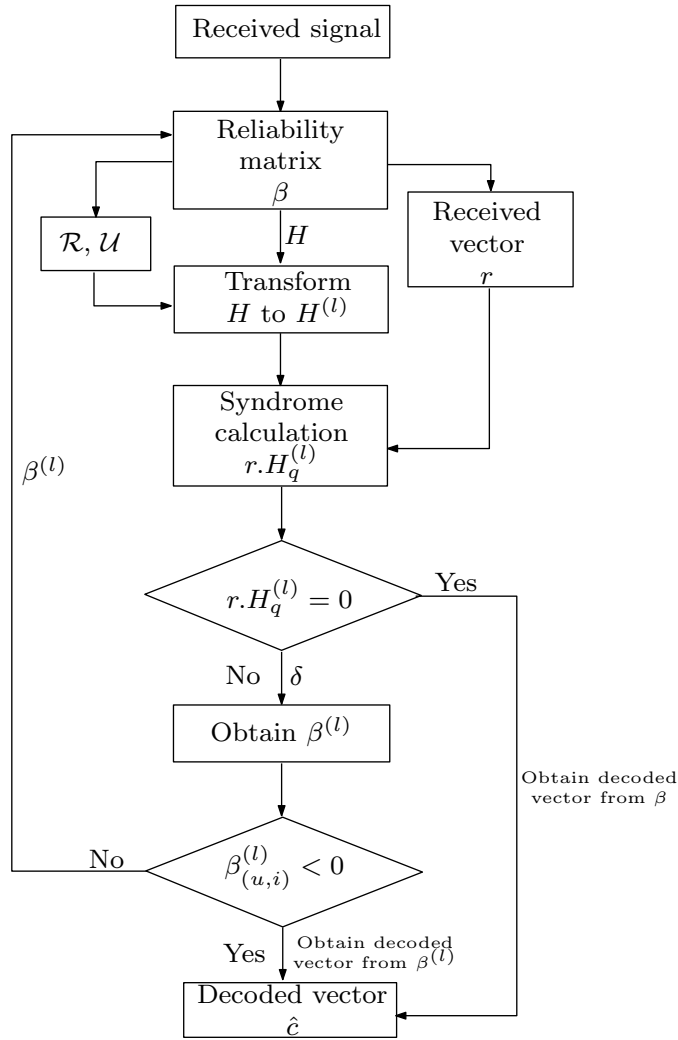 Received signal
Reliability
matrix
β
Received
vector
r
ℛ, 𝒰
H
Transform
H to H^(l)
Syndrome
calculation
r.H_q^(l)
β^(l)
r.H_q^(l) = 0
Yes
No δ
Obtain β^(l)
Obtain decoded
vector from β
No
β_(u,i)^(l) < 0
Yes
Obtain decoded
vector from β^(l)
Decoded vector
ĉ